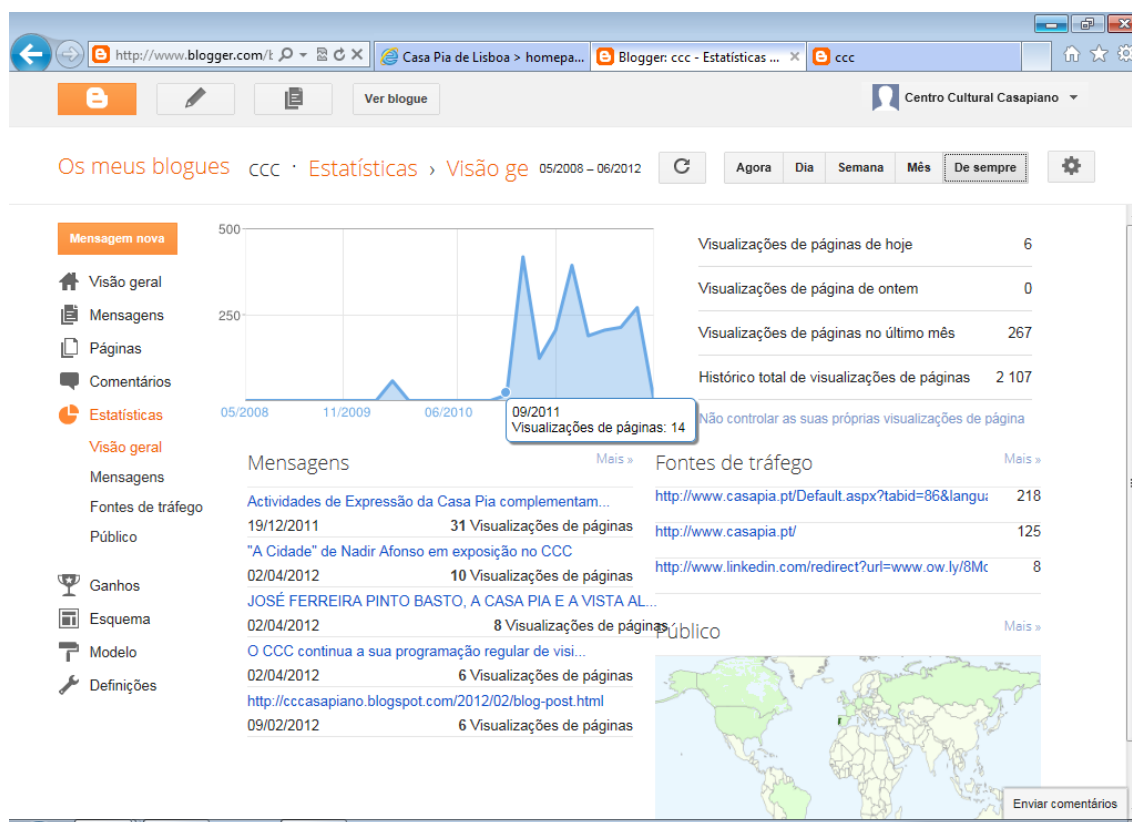 http://www.blogger.com/t
Casa Pia de Lisboa > homepa...
Blogger: ccc - Estatísticas ...
ccc
Ver blogue
Centro Cultural Casapiano
Os meus blogues ccc · Estatísticas › Visão ge 05/2008 – 06/2012
Agora Dia Semana Mês De sempre
Mensagem nova
Visão geral
Mensagens
Páginas
Comentários
Estatísticas
Visão geral
Mensagens
Fontes de tráfego
Público
Ganhos
Esquema
Modelo
Definições
500
250
05/2008 11/2009 06/2010
09/2011
Visualizações de páginas: 14
Visualizações de páginas de hoje 6
Visualizações de página de ontem 0
Visualizações de páginas no último mês 267
Histórico total de visualizações de páginas 2 107
Não controlar as suas próprias visualizações de página
Mensagens Mais »
Actividades de Expressão da Casa Pia complementam...
19/12/2011 31 Visualizações de páginas
"A Cidade" de Nadir Afonso em exposição no CCC
02/04/2012 10 Visualizações de páginas
JOSÉ FERREIRA PINTO BASTO, A CASA PIA E A VISTA AL...
02/04/2012 8 Visualizações de páginas
O CCC continua a sua programação regular de visi...
02/04/2012 6 Visualizações de páginas
http://cccasapiano.blogspot.com/2012/02/blog-post.html
09/02/2012 6 Visualizações de páginas
Fontes de tráfego Mais »
http://www.casapia.pt/Default.aspx?tabid=86&langu 218
http://www.casapia.pt/ 125
http://www.linkedin.com/redirect?url=www.ow.ly/8Mc 8
Público Mais »
Enviar comentários